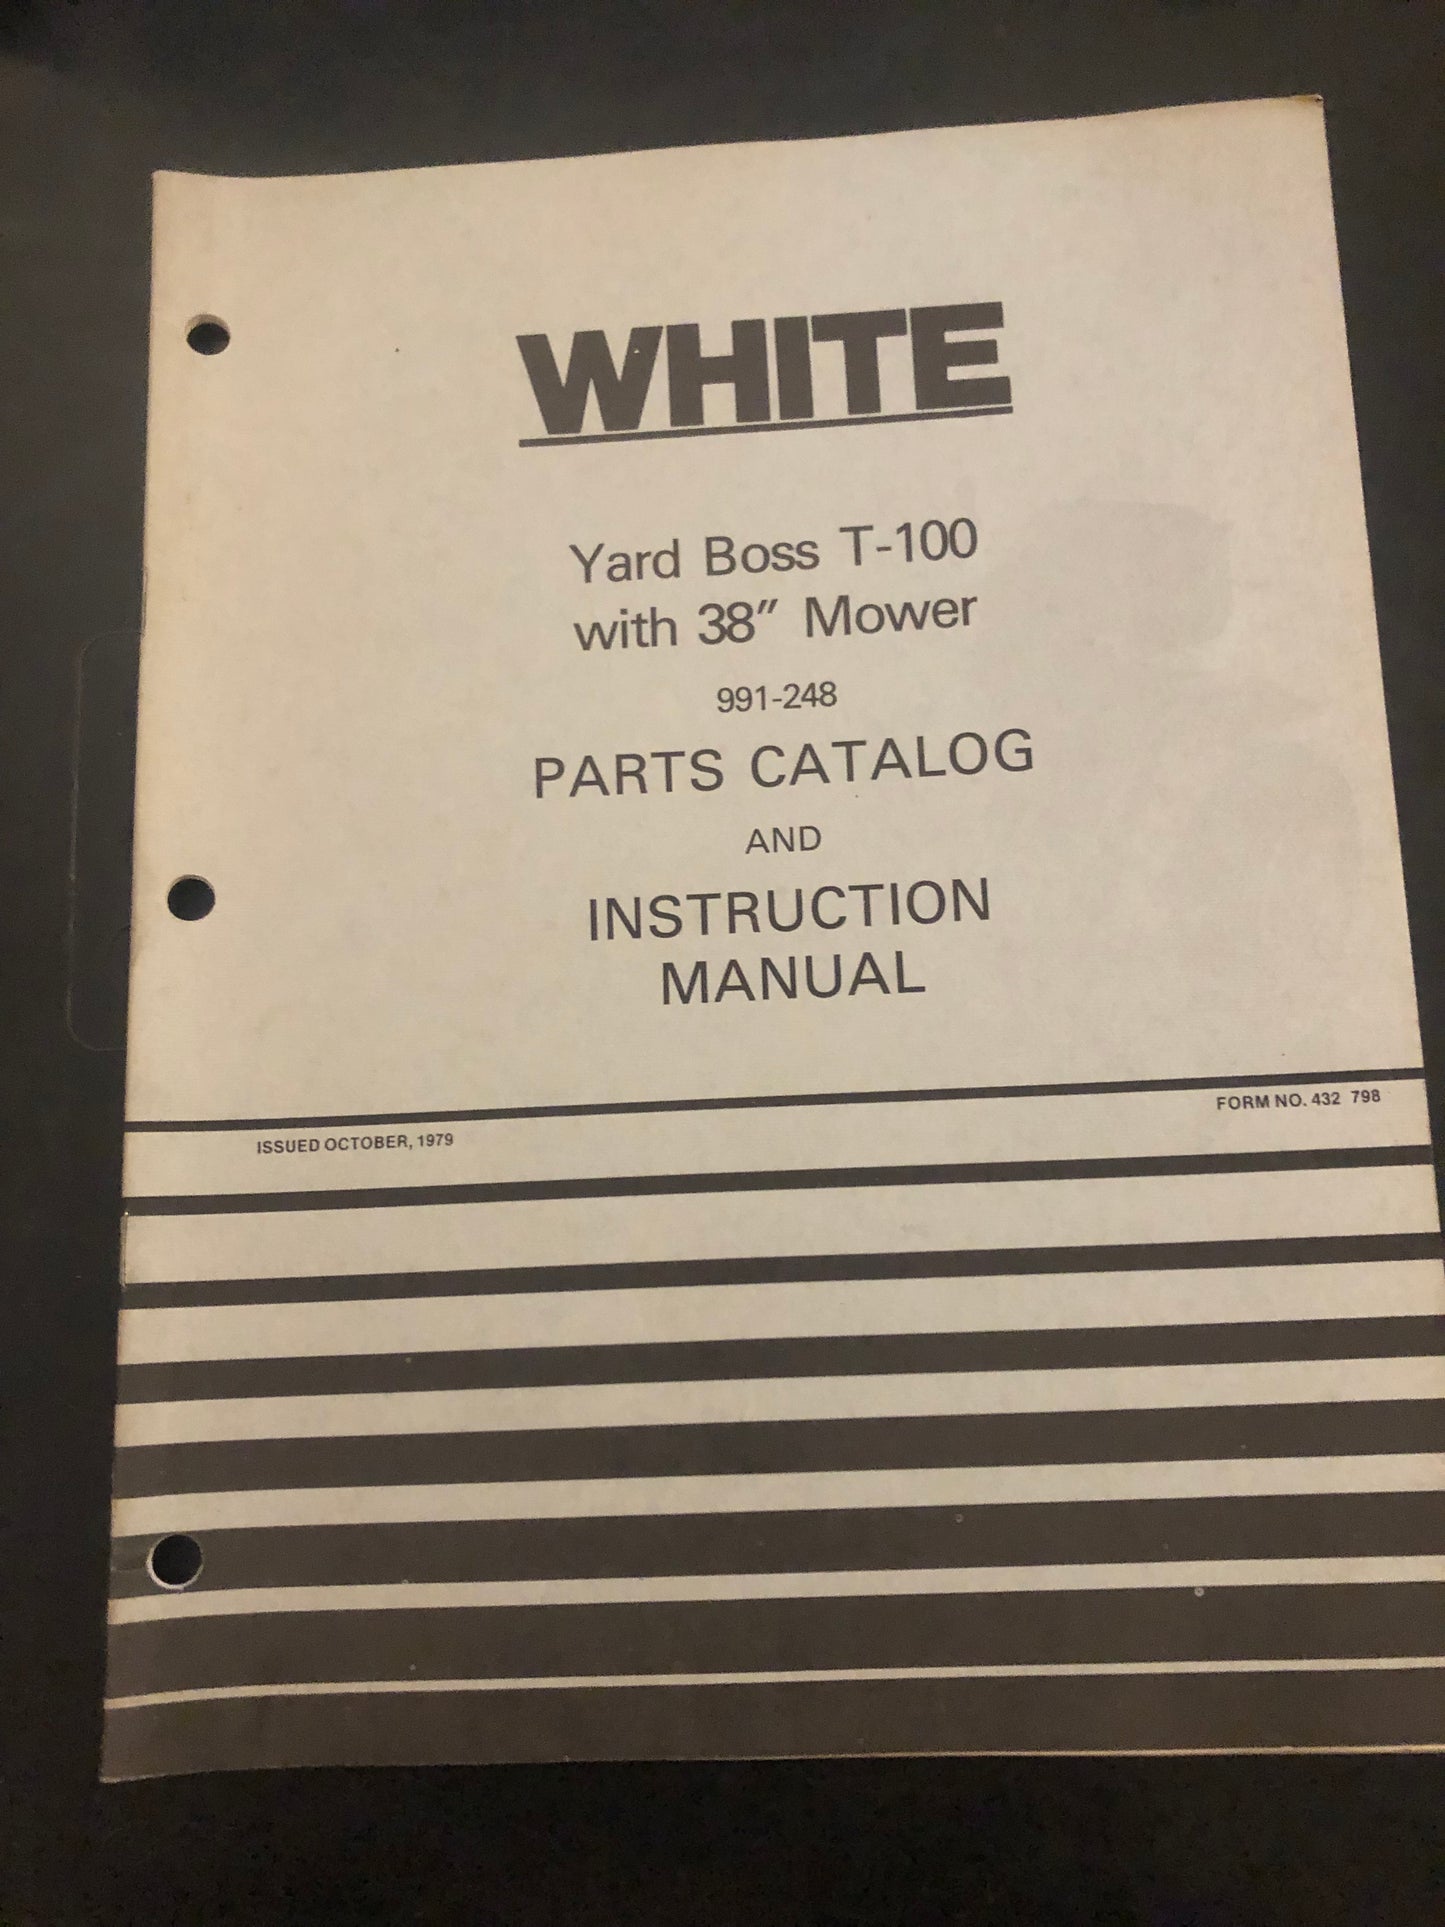 WHITE
Yard Boss T-100
with 38" Mower
991-248
PARTS CATALOG
AND
INSTRUCTION
MANUAL
ISSUED OCTOBER, 1979
FORM NO. 432 798